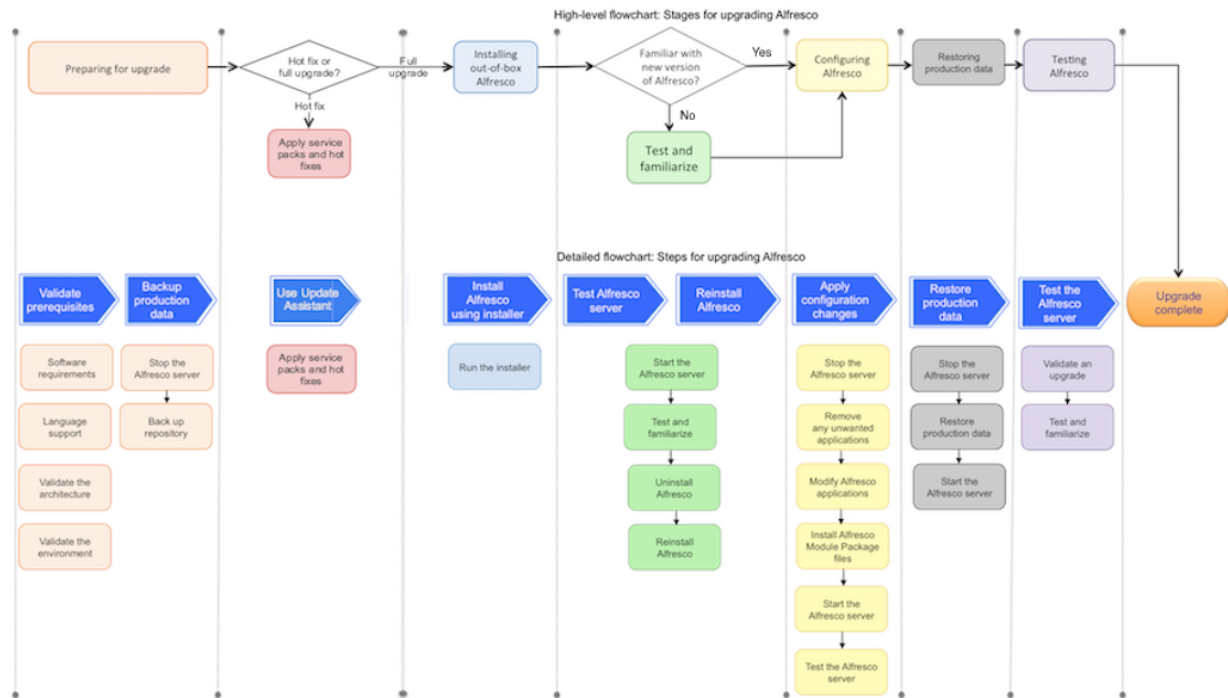 High-level flowchart: Stages for upgrading Alfresco
Preparing for upgrade
Hot fix or
full upgrade?
Full
upgrade
Hot fix
Apply service
packs and hot
fixes
Installing
out-of-box
Alfresco
Familiar with
new version
of Alfresco?
Yes
No
Test and
familiarize
Configuring
Alfresco
Restoring
production data
Testing
Alfresco
Detailed flowchart: Steps for upgrading Alfresco
Validate
prerequisites
Backup
production
data
Use Update
Assistant
Install
Alfresco
using installer
Test Alfresco
server
Reinstall
Alfresco
Apply
configuration
changes
Restore
production
data
Test the
Alfresco
server
Upgrade
complete
Software
requirements
Language
support
Validate the
architecture
Validate the
environment
Stop the
Alfresco server
Back up
repository
Apply service
packs and hot
fixes
Run the installer
Start the
Alfresco server
Test and
familiarize
Uninstall
Alfresco
Reinstall
Alfresco
Stop the
Alfresco server
Remove
any unwanted
applications
Modify Alfresco
applications
Install Alfresco
Module Package
files
Start the
Alfresco server
Test the Alfresco
server
Stop the
Alfresco server
Restore
production data
Start the
Alfresco server
Validate an
upgrade
Test and
familiarize